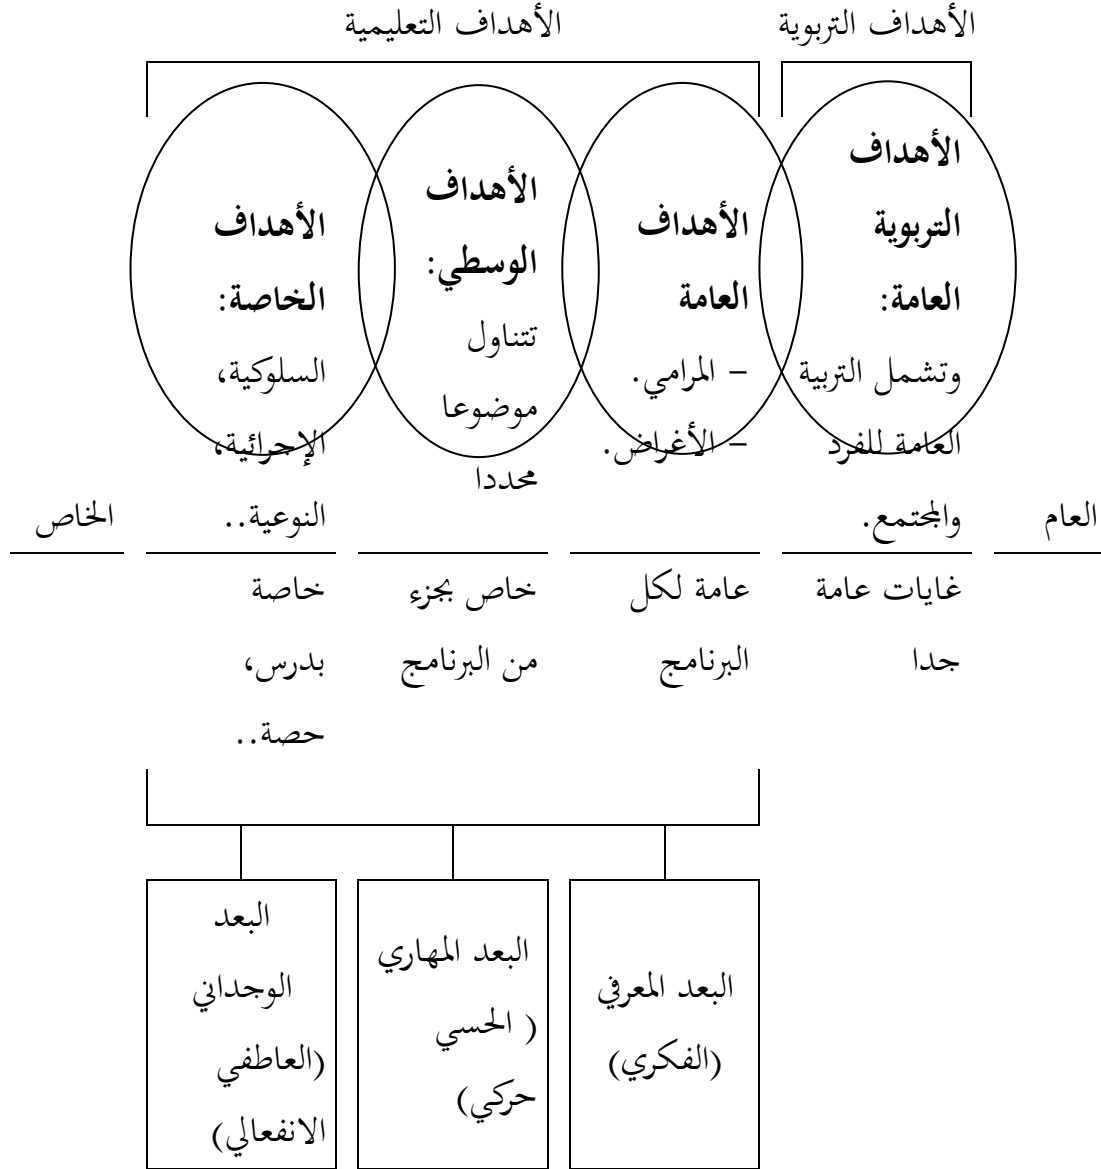 الأهداف التربوية
الأهداف التعليمية
الأهداف
التربوية
العامة:
وتشمل التربية
العامة للفرد
والمجتمع.
الأهداف
العامة
– المرامي.
– الأغراض.
الأهداف
الوسطي:
تتناول
موضوعا
محددا
الأهداف
الخاصة:
السلوكية،
الإجرائية،
النوعية..
العام
الخاص
غايات عامة
جدا
عامة لكل
البرنامج
خاص بجزء
من البرنامج
خاصة
بدرس،
حصة..
البعد المعرفي
(الفكري)
البعد المهاري
( الحسي
حركي)
البعد
الوجداني
(العاطفي
الانفعالي)